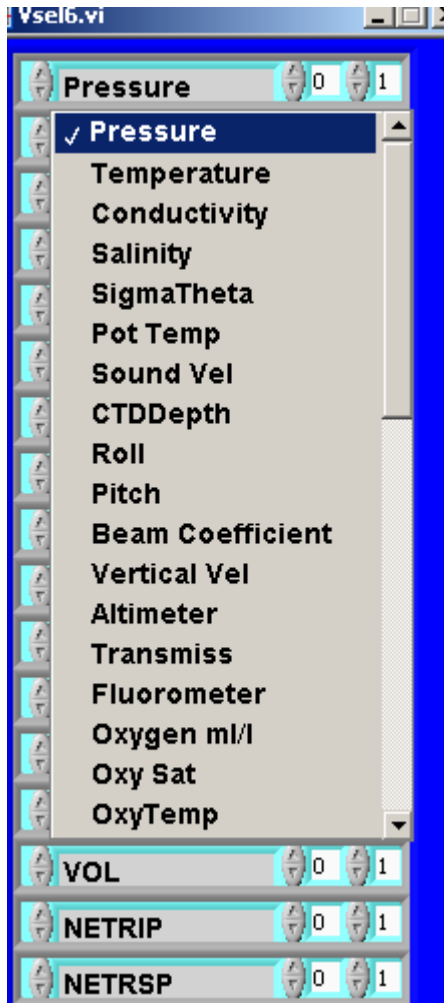 Vsel6.vi
Pressure 0 1
✓ Pressure
Temperature
Conductivity
Salinity
SigmaTheta
Pot Temp
Sound Vel
CTDDepth
Roll
Pitch
Beam Coefficient
Vertical Vel
Altimeter
Transmiss
Fluorometer
Oxygen ml/l
Oxy Sat
OxyTemp
VOL 0 1
NETRIP 0 1
NETRSP 0 1